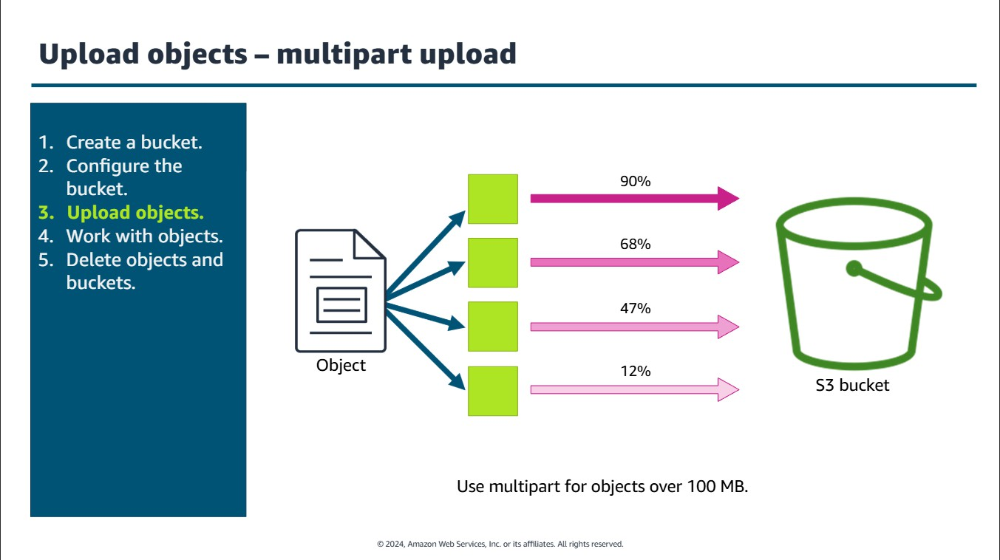 Upload objects – multipart upload
1. Create a bucket.
2. Configure the
bucket.
3. Upload objects.
4. Work with objects.
5. Delete objects and
buckets.
Object
90%
68%
47%
12%
S3 bucket
Use multipart for objects over 100 MB.
© 2024, Amazon Web Services, Inc. or its affiliates. All rights reserved.